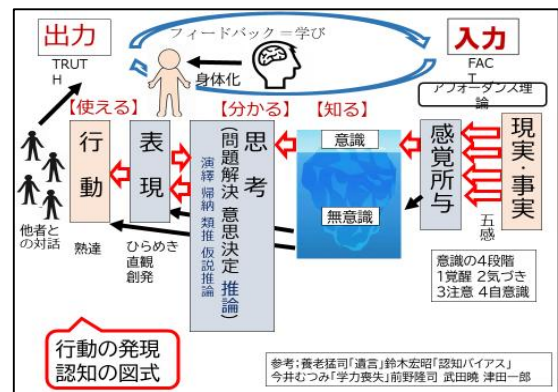 出力
TRUT
H
フィードバック＝学び
身体化
入力
FAC
T
アフォーダンス理
論
【使える】
【分かる】
【知る】
行動
表現
思考
(問題解決 意思決定 推論)
演繹 帰納 類推 仮説推論
意識
無意識
感覚所与
現実・事実
五
感
他者と
の対話
熟達
ひらめき
直観
創発
意識の4段階
1覚醒 2気づき
3注意 4自意識
行動の発現
認知の図式
参考：養老猛司「遺言」鈴木宏昭「認知バイアス」
今井むつみ「学力喪失」前野隆司 武田暁 津田一郎